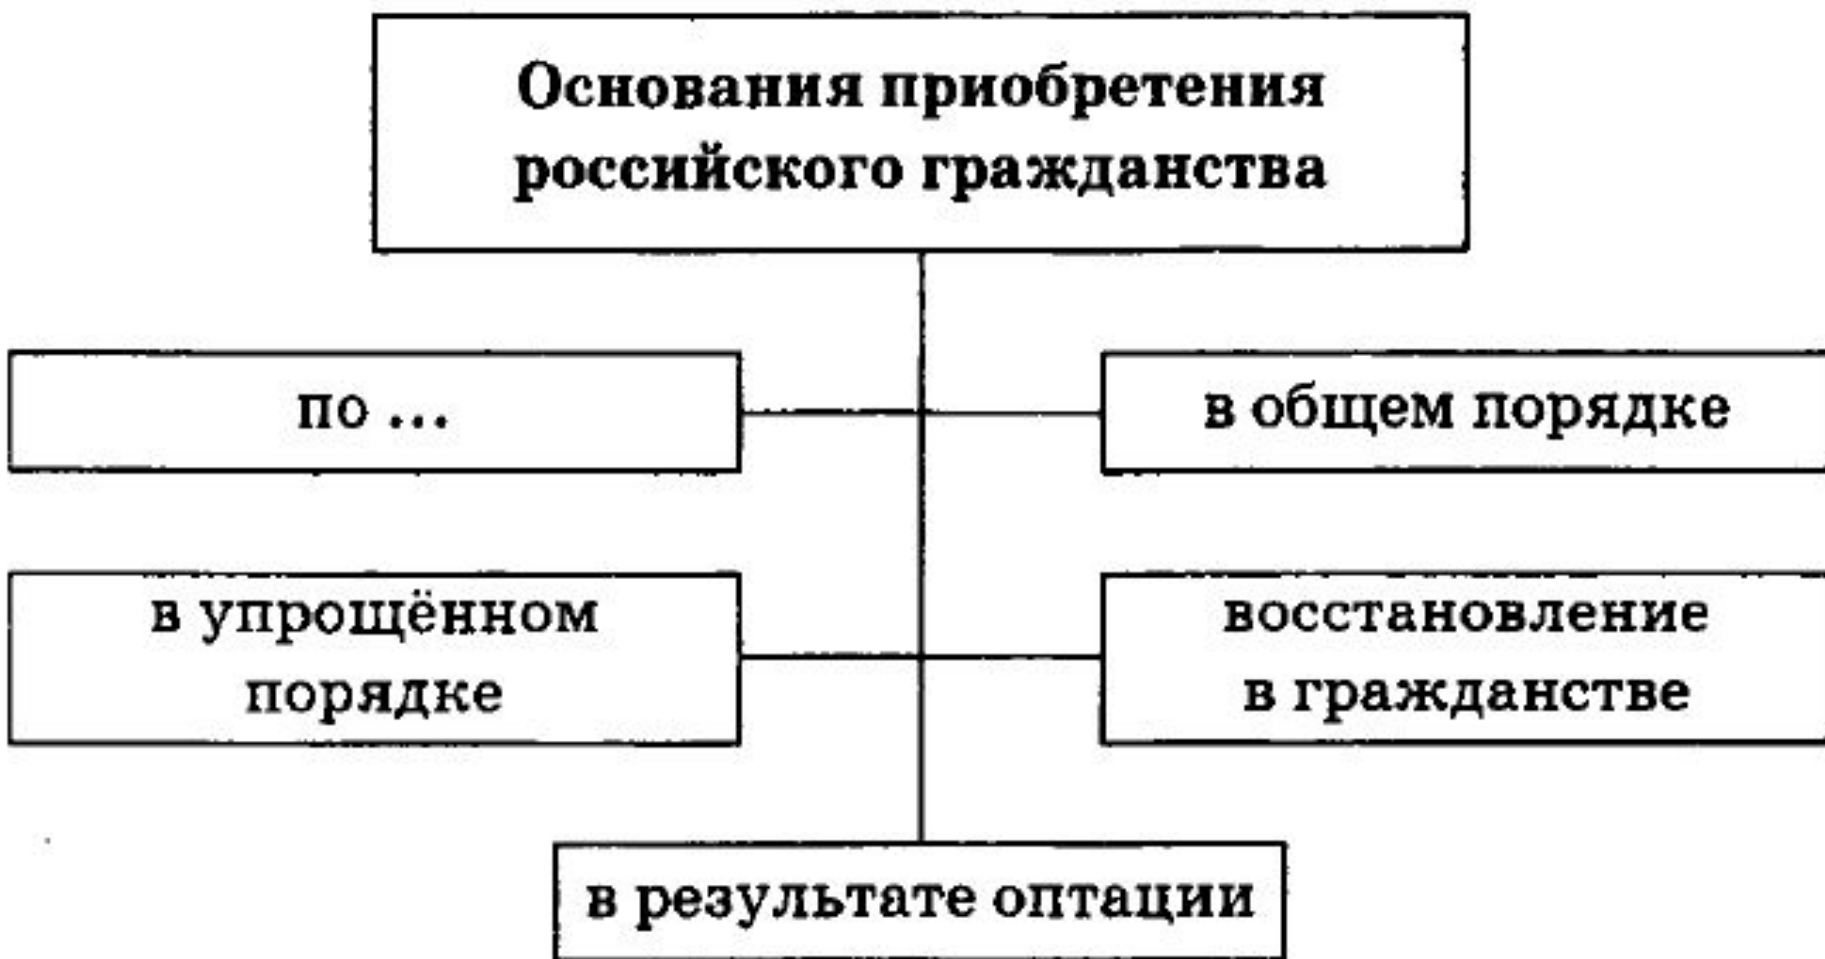 Основания приобретения
российского гражданства
по ...
в общем порядке
в упрощённом
порядке
восстановление
в гражданстве
в результате оптации